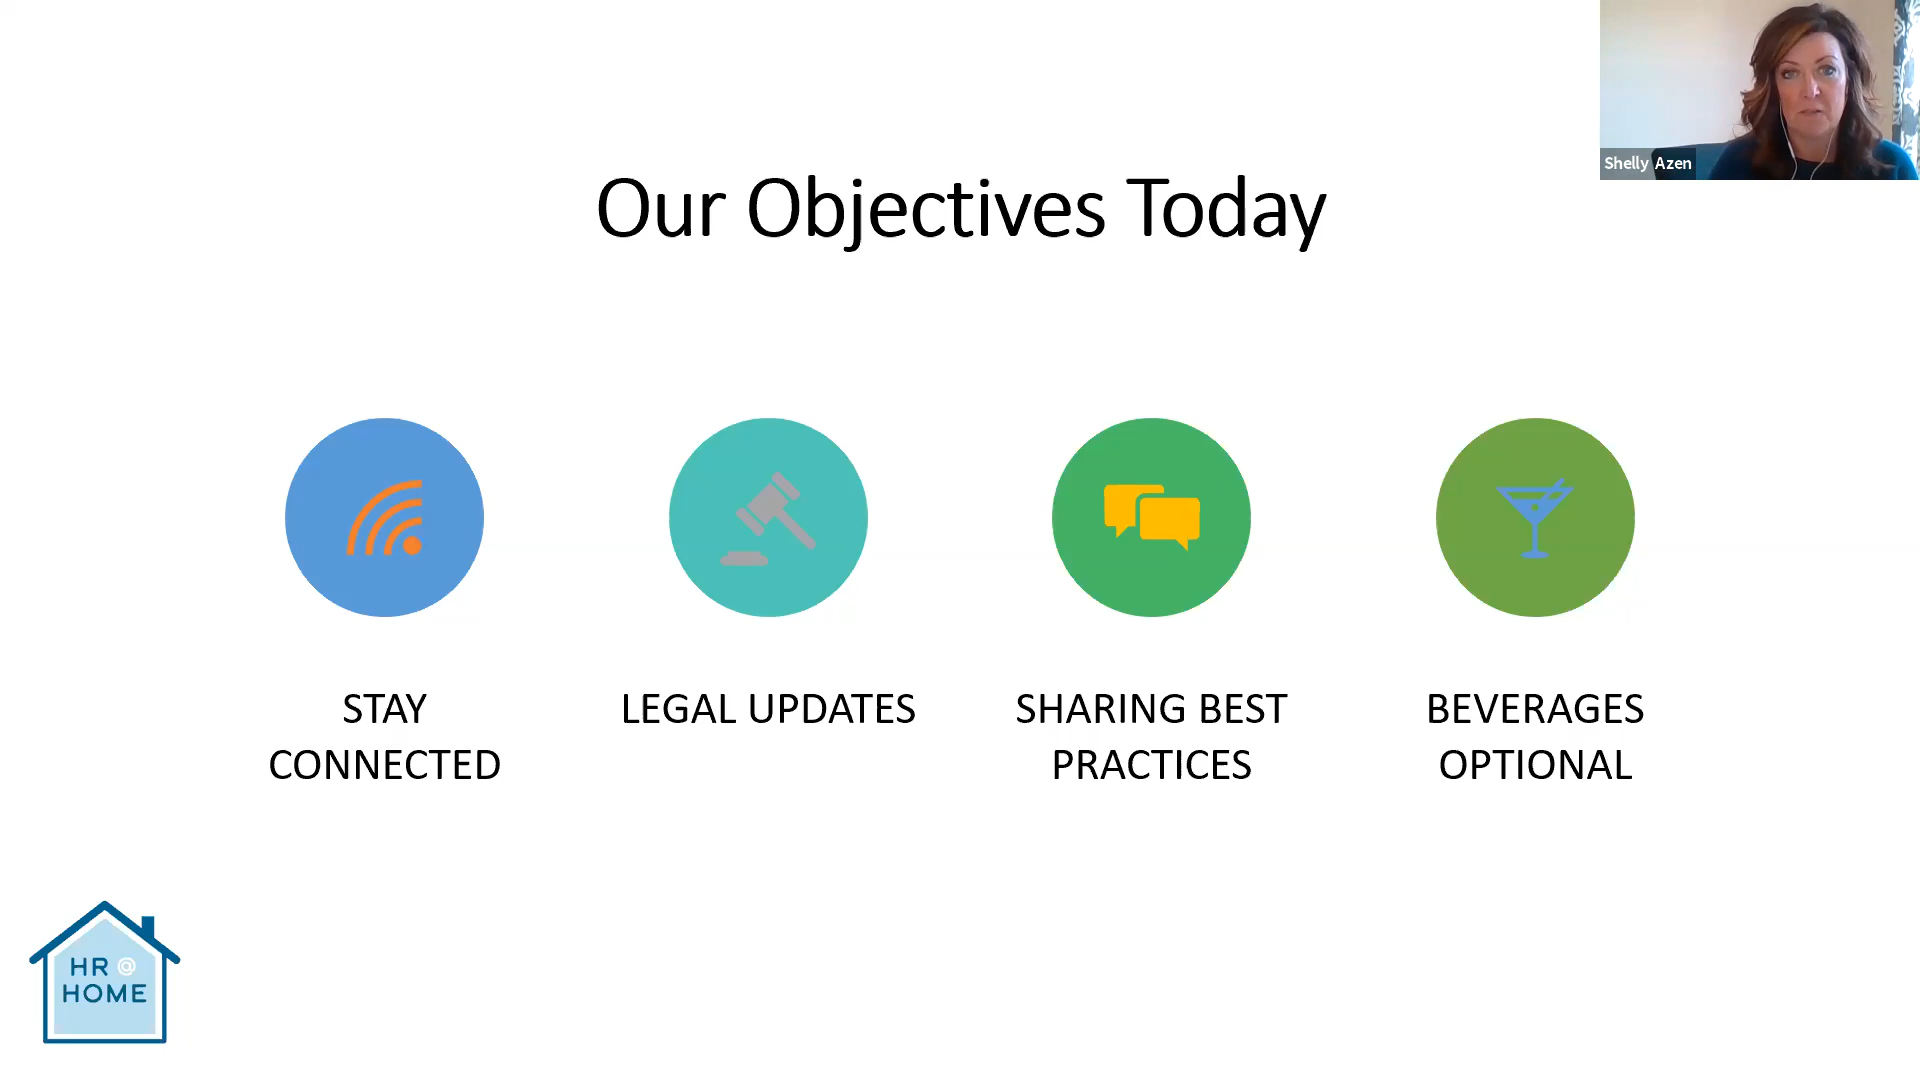 Shelly Azen
Our Objectives Today
STAY
CONNECTED
LEGAL UPDATES
SHARING BEST
PRACTICES
BEVERAGES
OPTIONAL
HR @
HOME